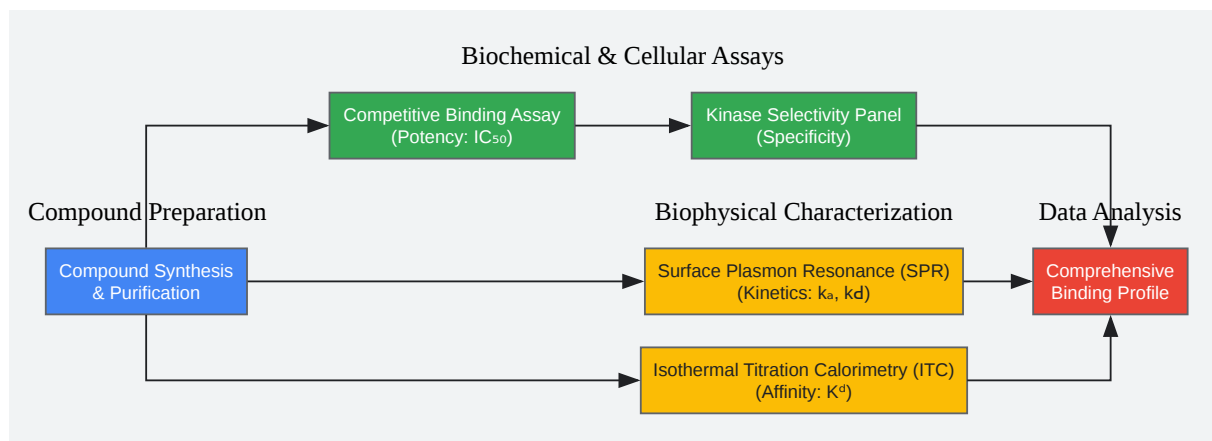 Biochemical & Cellular Assays
Competitive Binding Assay
(Potency: IC₅₀)
Kinase Selectivity Panel
(Specificity)
Compound Preparation
Biophysical Characterization
Data Analysis
Compound Synthesis
& Purification
Surface Plasmon Resonance (SPR)
(Kinetics: kₐ, kԁ)
Comprehensive
Binding Profile
Isothermal Titration Calorimetry (ITC)
(Affinity: Kᵈ)